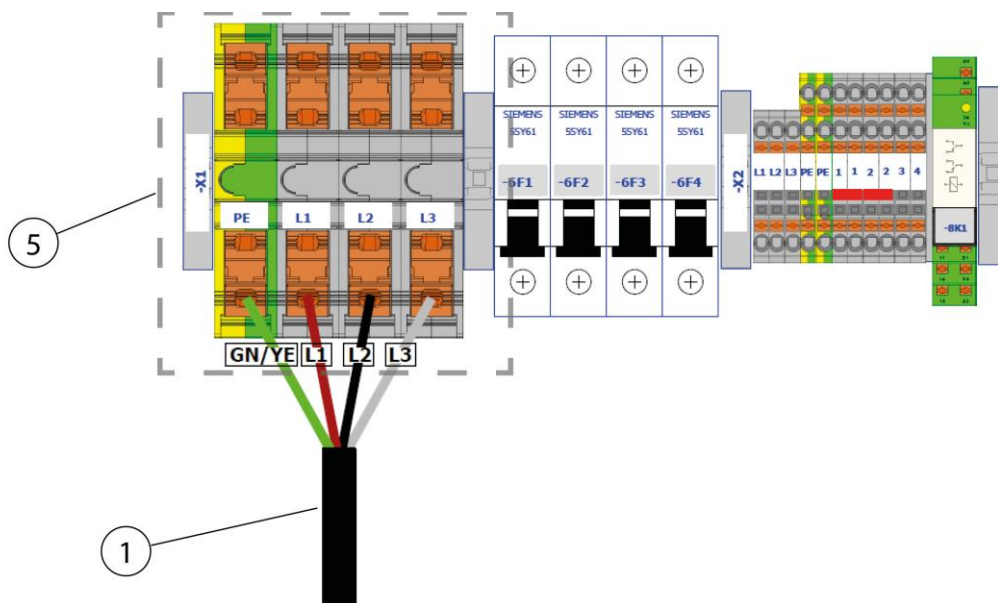 SIEMENS SIEMENS SIEMENS SIEMENS
5SY61 5SY61 5SY61 5SY61
-X1
-6F1 -6F2 -6F3 -6F4
-X2
L1 L2 L3 PE PE 1 1 2 2 3 4
PE L1 L2 L3
-8K1
5
GN/YE L1 L2 L3
1